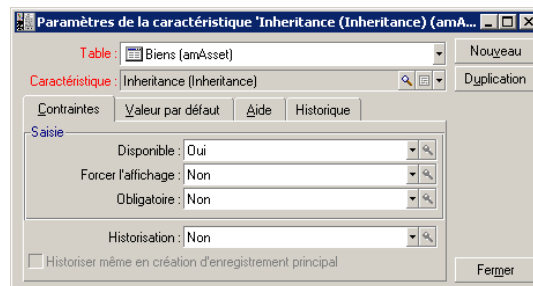 Paramètres de la caractéristique 'Inheritance (Inheritance) (amA...
Table : Biens (amAsset)
Nouveau
Caractéristique : Inheritance (Inheritance)
Duplication
Contraintes Valeur par défaut Aide Historique
Saisie
Disponible : Oui
Forcer l'affichage : Non
Obligatoire : Non
Historisation : Non
Historiser même en création d'enregistrement principal
Fermer